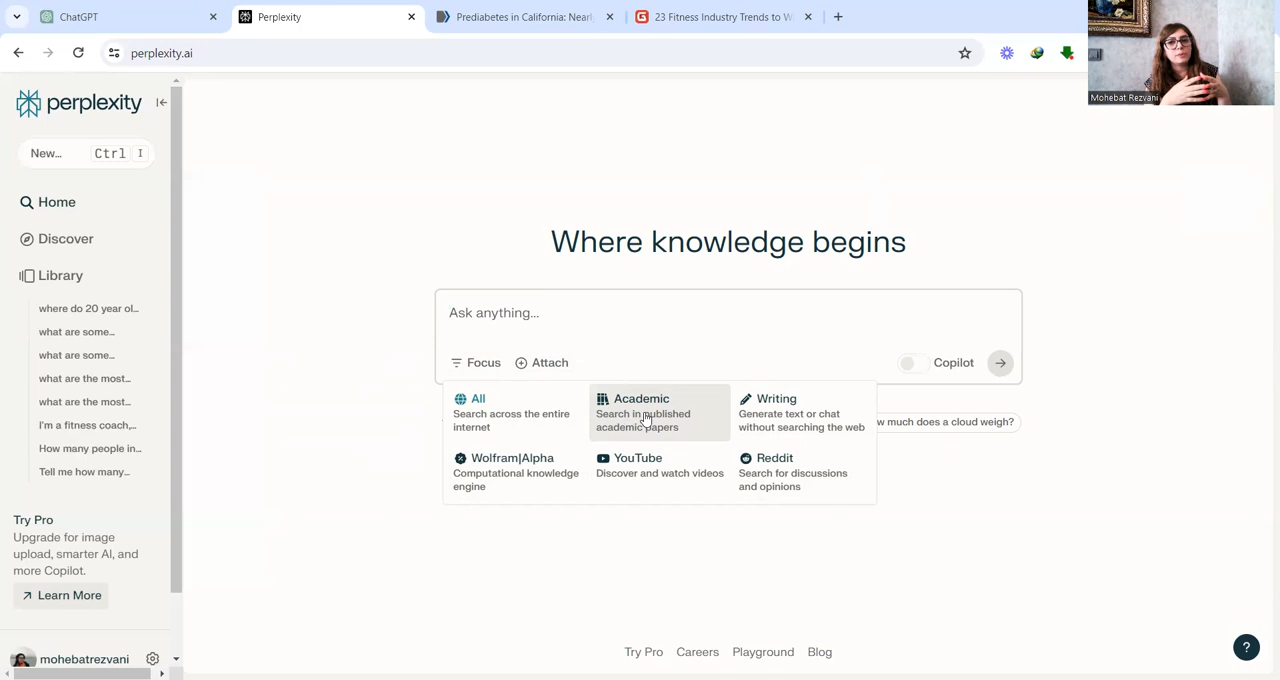 ChatGPT
Perplexity
Prediabetes in California: Nearly
23 Fitness Industry Trends to W
perplexity.ai
Mohebat Rezvani
perplexity
New... Ctrl I
Home
Discover
Library
where do 20 year ol...
what are some...
what are some...
what are the most...
what are the most...
I'm a fitness coach,...
How many people in...
Tell me how many...
Try Pro
Upgrade for image
upload, smarter AI, and
more Copilot.
Learn More
mohebatrezvani
Where knowledge begins
Ask anything...
Focus Attach Copilot
All
Search across the entire
internet
Academic
Search in published
academic papers
Writing
Generate text or chat
without searching the web
Wolfram|Alpha
Computational knowledge
engine
YouTube
Discover and watch videos
Reddit
Search for discussions
and opinions
w much does a cloud weigh?
Try Pro Careers Playground Blog
?